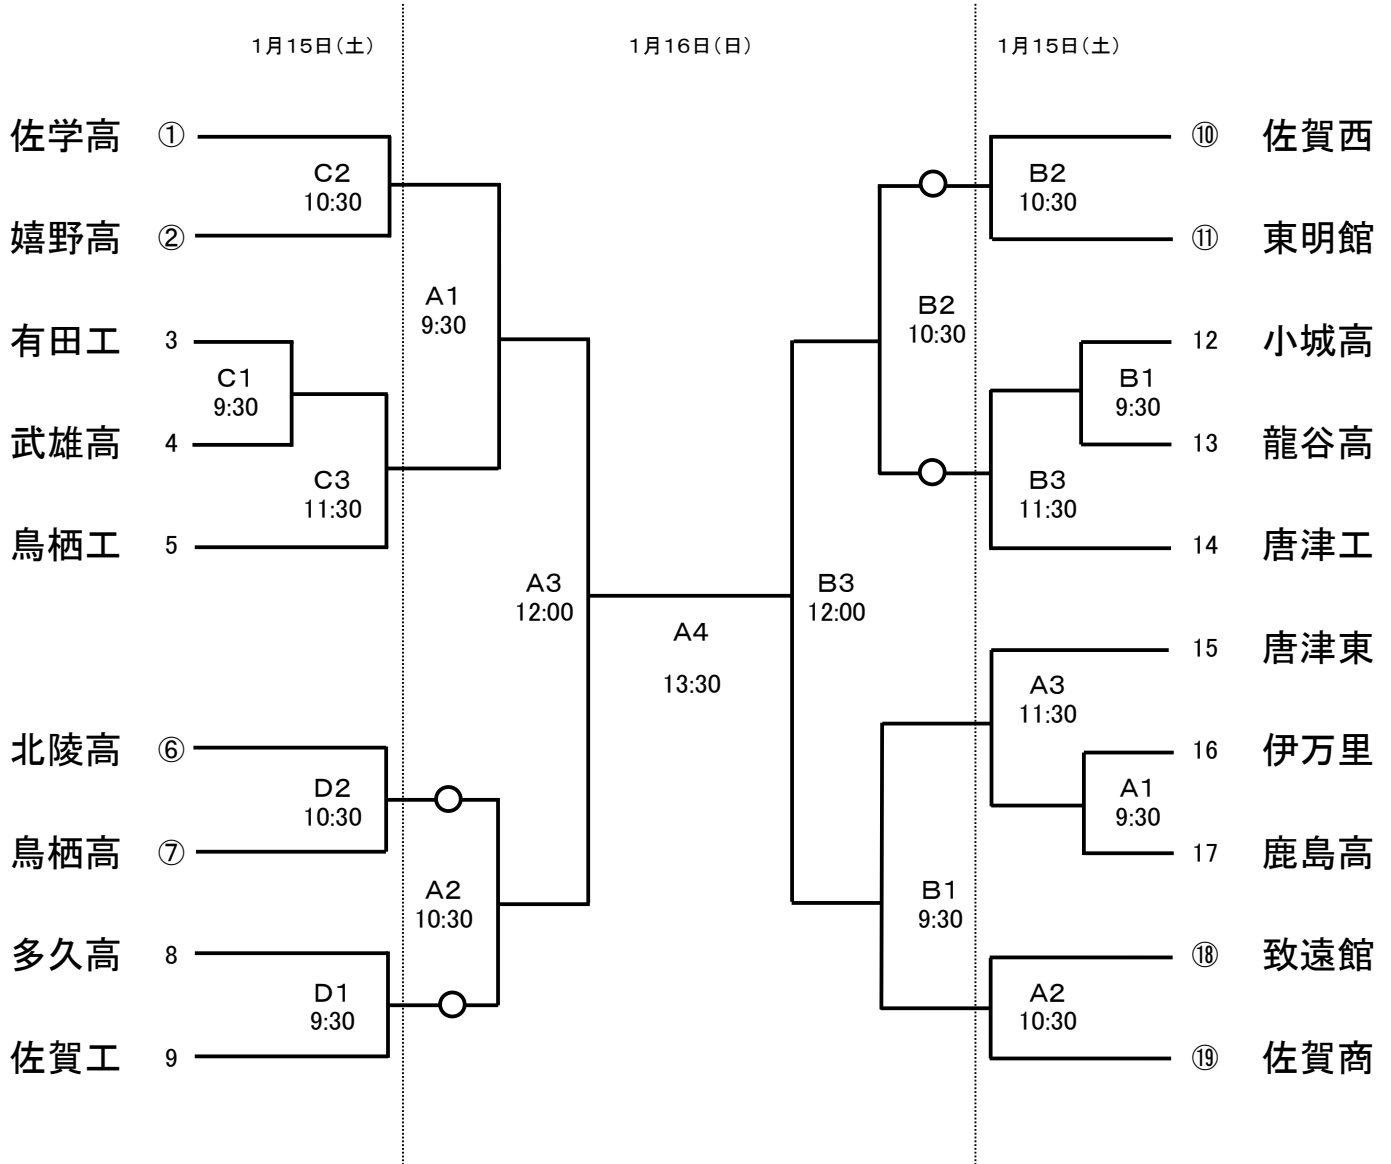 1月15日(土)
1月16日(日)
1月15日(土)
佐学高 ①
C2
10:30
嬉野高 ②
A1
9:30
有田工 3
C1
9:30
武雄高 4
C3
11:30
鳥栖工 5
A3
12:00
北陵高 ⑥
D2
10:30
鳥栖高 ⑦
A2
10:30
多久高 8
D1
9:30
佐賀工 9
A4
13:30
⑩ 佐賀西
B2
10:30
⑪ 東明館
B2
10:30
12 小城高
B1
9:30
13 龍谷高
B3
11:30
14 唐津工
B3
12:00
15 唐津東
A3
11:30
16 伊万里
A1
9:30
17 鹿島高
B1
9:30
⑱ 致遠館
A2
10:30
⑲ 佐賀商